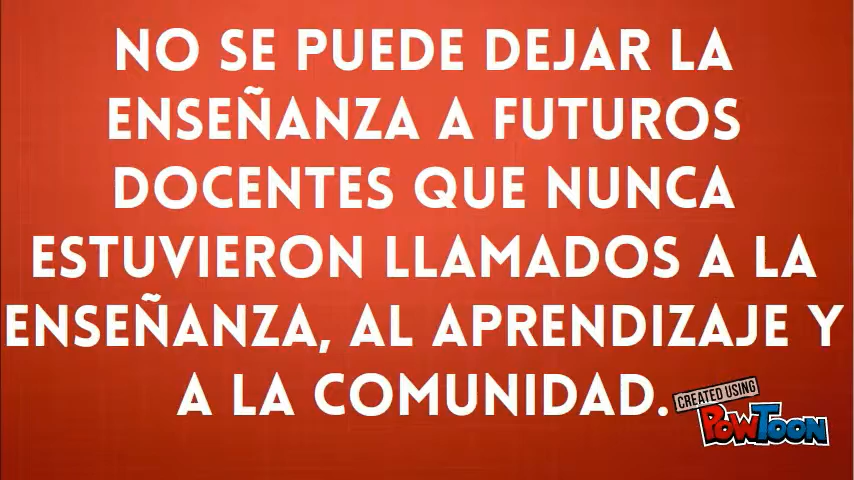 NO SE PUEDE DEJAR LA
ENSEÑANZA A FUTUROS
DOCENTES QUE NUNCA
ESTUVIERON LLAMADOS A LA
ENSEÑANZA, AL APRENDIZAJE Y
A LA COMUNIDAD.
CREATED USING
POWTOON